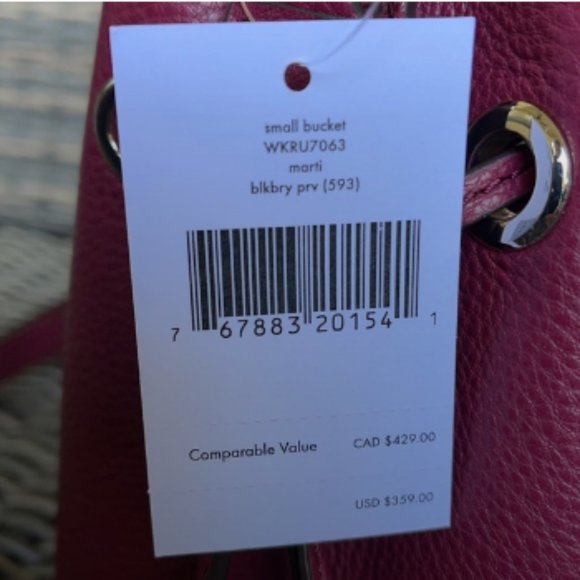 small bucket
WKRU7063
marti
blkbry prv (593)
7 67883 20154 1
Comparable Value CAD $429.00
USD $359.00